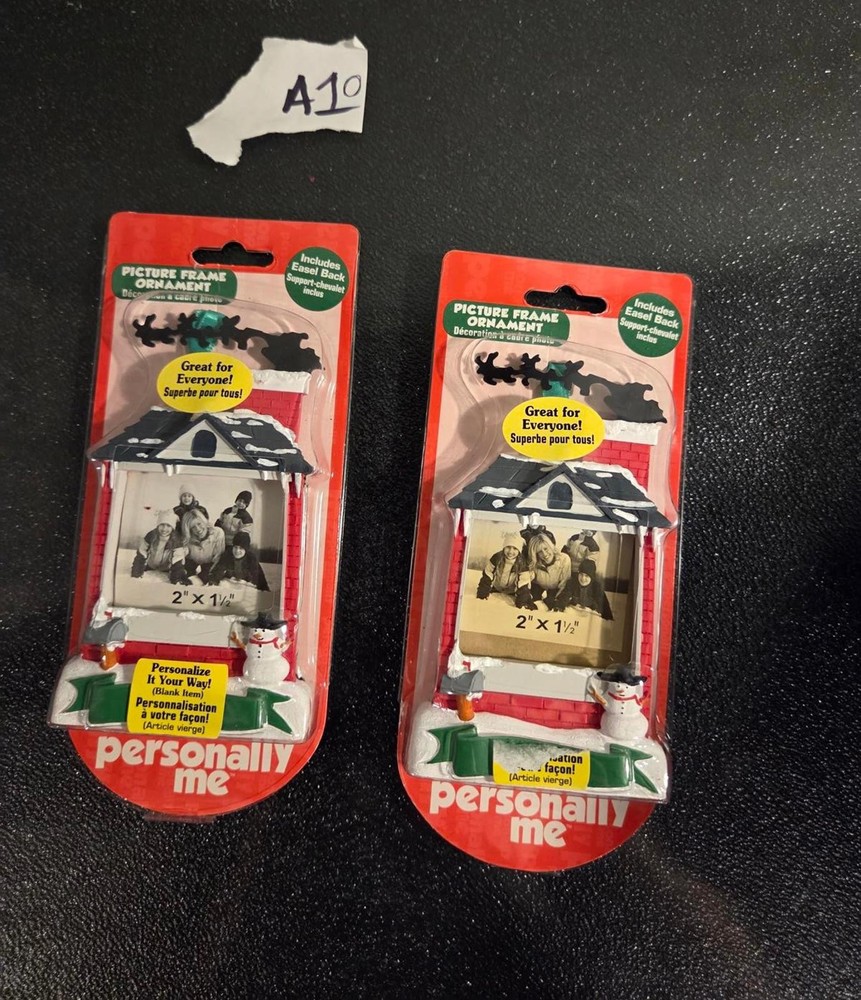 A10
PICTURE FRAME
ORNAMENT
Décoration à cadre photo
Includes
Easel Back
Support-chevalet
inclus
Great for
Everyone!
Superbe pour tous!
2" X 1½"
Personalize
It Your Way!
(Blank Item)
Personnalisation
à votre façon!
(Article vierge)
personally
me™
PICTURE FRAME
ORNAMENT
Décoration à cadre photo
Includes
Easel Back
Support-chevalet
inclus
Great for
Everyone!
Superbe pour tous!
2" X 1½"
façon!
(Article vierge)
personally
me™